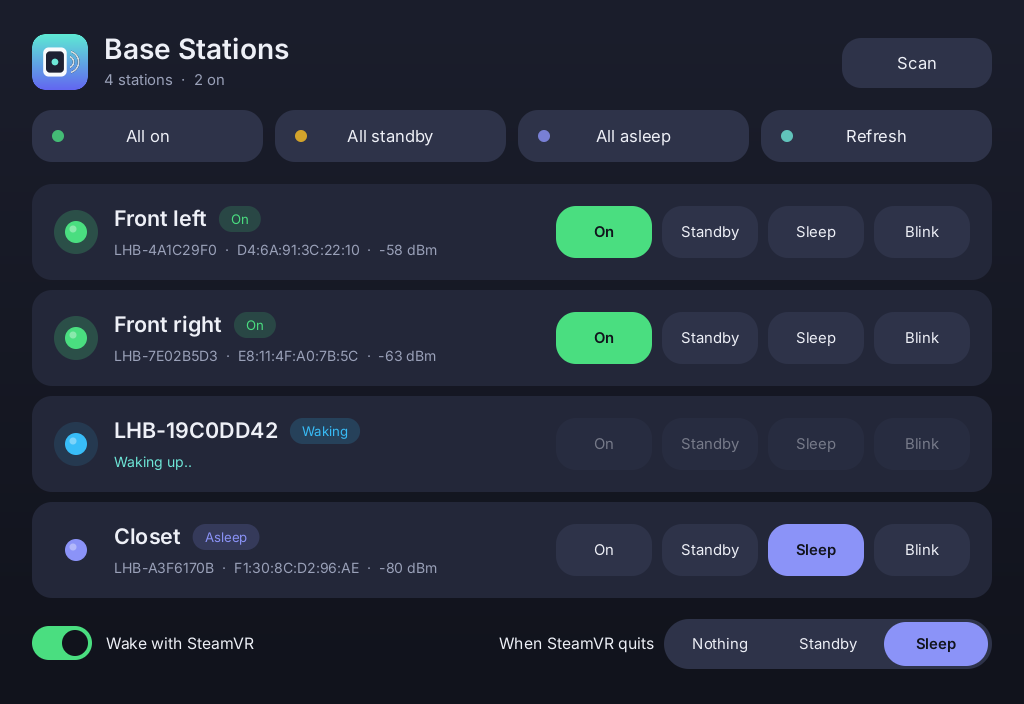 Base Stations
4 stations · 2 on
Scan
All on
All standby
All asleep
Refresh
Front left On
LHB-4A1C29F0 · D4:6A:91:3C:22:10 · -58 dBm
On Standby Sleep Blink
Front right On
LHB-7E02B5D3 · E8:11:4F:A0:7B:5C · -63 dBm
On Standby Sleep Blink
LHB-19C0DD42 Waking
Waking up..
On Standby Sleep Blink
Closet Asleep
LHB-A3F6170B · F1:30:8C:D2:96:AE · -80 dBm
On Standby Sleep Blink
Wake with SteamVR
When SteamVR quits Nothing Standby Sleep